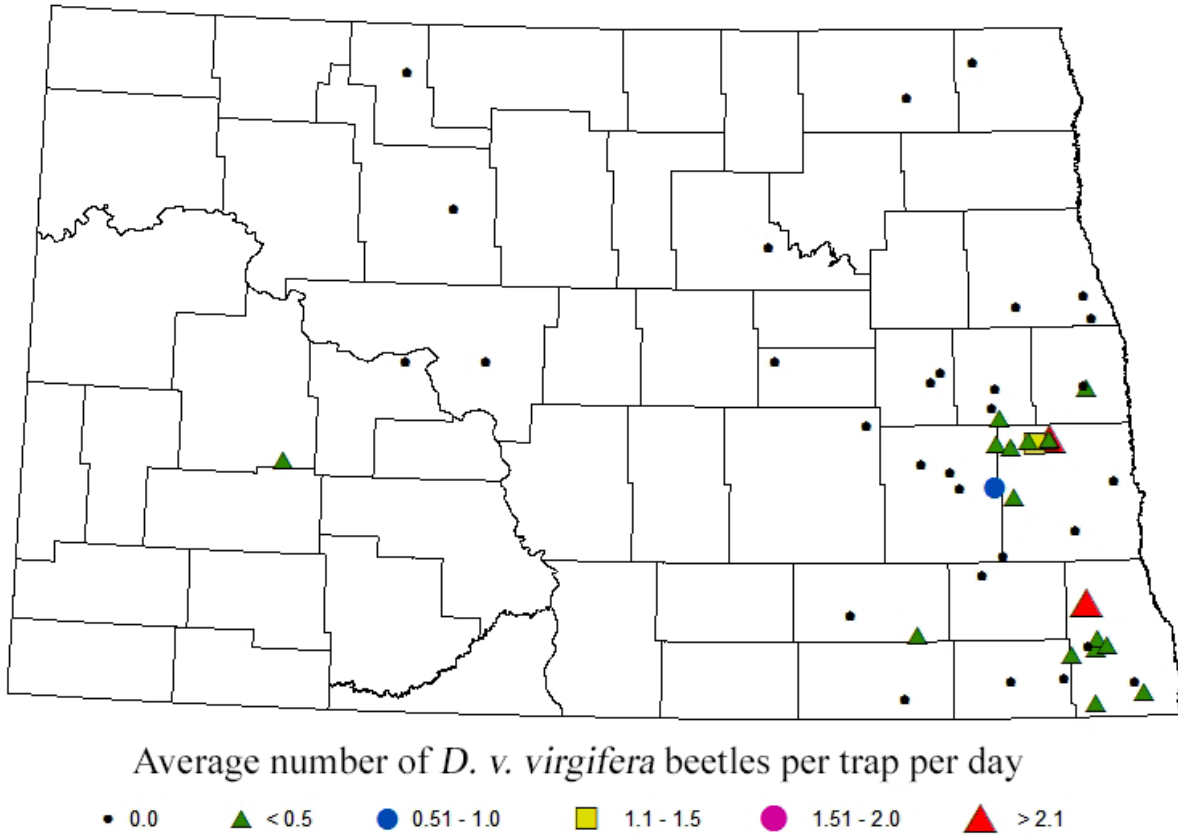 Average number of D. v. virgifera beetles per trap per day
0.0 < 0.5 0.51 - 1.0 1.1 - 1.5 1.51 - 2.0 > 2.1